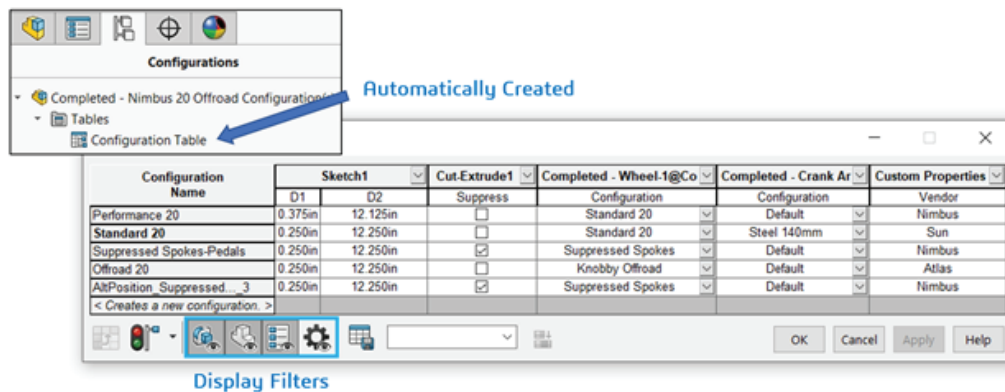 Configurations
Completed - Nimbus 20 Offroad Configuration
Tables
Configuration Table
Automatically Created
Configuration Name
Sketch1
Cut-Extrude1
Completed - Wheel-1@Co
Completed - Crank Ar
Custom Properties
D1 D2 Suppress Configuration Configuration Vendor
Performance 20 0.375in 12.125in Standard 20 Default Nimbus
Standard 20 0.250in 12.250in Standard 20 Steel 140mm Sun
Suppressed Spokes-Pedals 0.250in 12.250in Suppressed Spokes Default Nimbus
Offroad 20 0.250in 12.250in Knobby Offroad Default Atlas
AltPosition_Suppressed..._3 0.250in 12.250in Suppressed Spokes Default Nimbus
< Creates a new configuration. >
OK Cancel Apply Help
Display Filters